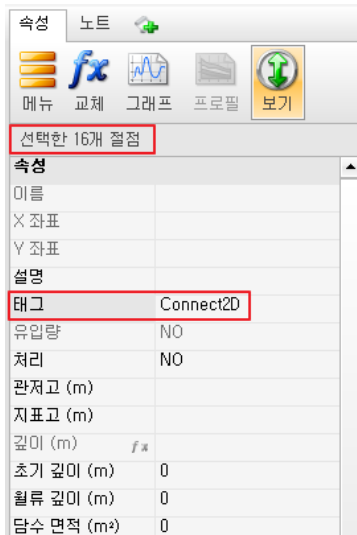 속성 노트
메뉴 교체 그래프 프로필 보기
선택한 16개 절점
속성
이름
X 좌표
Y 좌표
설명
태그 Connect2D
유입량 NO
처리 NO
관저고 (m)
지표고 (m)
깊이 (m) fx
초기 깊이 (m) 0
월류 깊이 (m) 0
담수 면적 (m²) 0